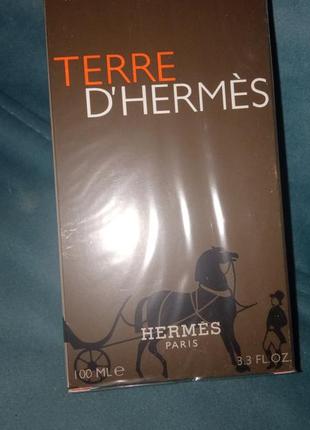 TERRE
D'HERMÈS
HERMÈS
PARIS
100 ML e 3.3 FL.OZ.